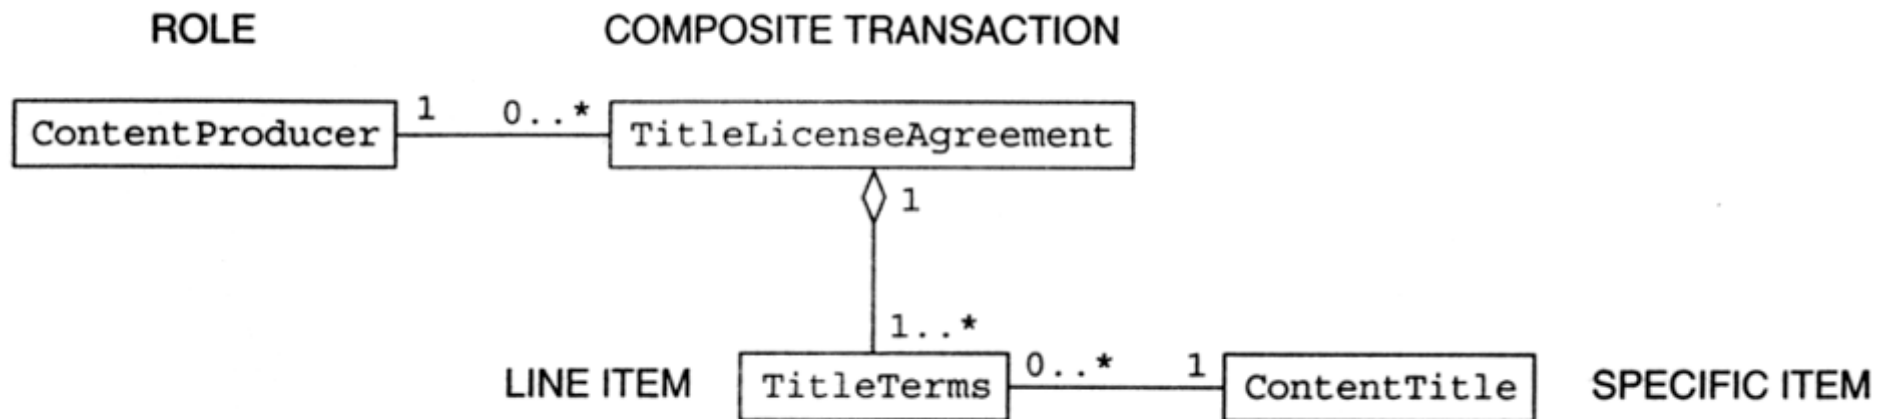 ROLE COMPOSITE TRANSACTION
ContentProducer 1 0..* TitleLicenseAgreement
1
1..*
LINE ITEM TitleTerms 0..* 1 ContentTitle SPECIFIC ITEM